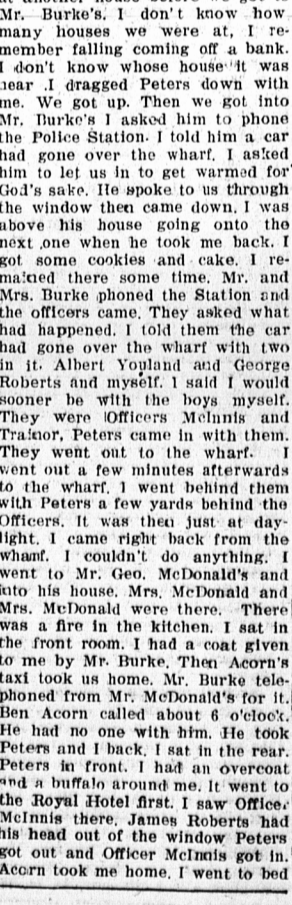 Mr. Burke's. I don't know how
many houses we were at, I re-
member falling coming off a bank.
I don't know whose house it was
near .I dragged Peters down with
me. We got up. Then we got into
Mr. Burke's I asked him to phone
the Police Station. I told him a car
had gone over the wharf. I asked
him to let us in to get warmed for
God's sake. He spoke to us through
the window then came down. I was
above his house going onto the
next one when he took me back. I
got some cookies and cake. I re-
mained there some time. Mr. and
Mrs. Burke phoned the Station and
the officers came. They asked what
had happened. I told them the car
had gone over the wharf with two
in it. Albert Youland and George
Roberts and myself. I said I would
sooner be with the boys myself.
They were Officers McInnis and
Trainor, Peters came in with them.
They went out to the wharf. I
went out a few minutes afterwards
to the wharf. I went behind them
with Peters a few yards behind the
Officers. It was then just at day-
light. I came right back from the
wharf. I couldn't do anything. I
went to Mr. Geo. McDonald's and
into his house. Mrs. McDonald and
Mrs. McDonald were there. There
was a fire in the kitchen. I sat in
the front room. I had a coat given
to me by Mr. Burke. Then Acorn's
taxi took us home. Mr. Burke tele-
phoned from Mr. McDonald's for it.
Ben Acorn called about 6 o'clock.
He had no one with him. He took
Peters and I back. I sat in the rear.
Peters in front. I had an overcoat
and a buffalo around me. It went to
the Royal Hotel first. I saw Officer
McInnis there. James Roberts had
his head out of the window Peters
got out and Officer McInnis got in.
Acorn took me home. I went to bed